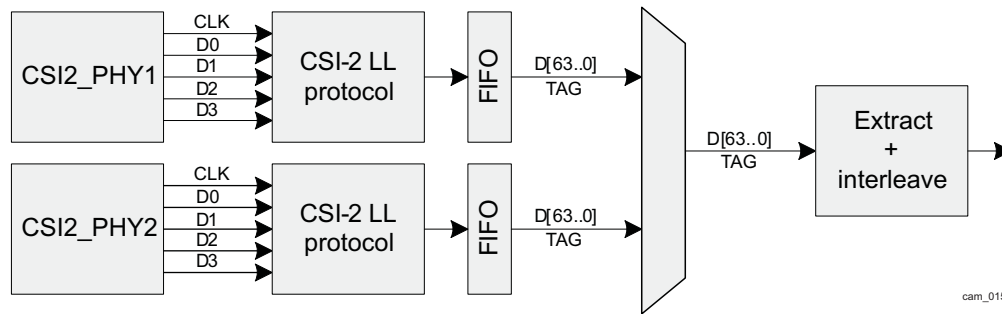 CSI2_PHY1
CLK
D0
D1
D2
D3
CSI-2 LL
protocol
FIFO
D[63..0]
TAG
CSI2_PHY2
CLK
D0
D1
D2
D3
CSI-2 LL
protocol
FIFO
D[63..0]
TAG
D[63..0]
TAG
Extract
+
interleave